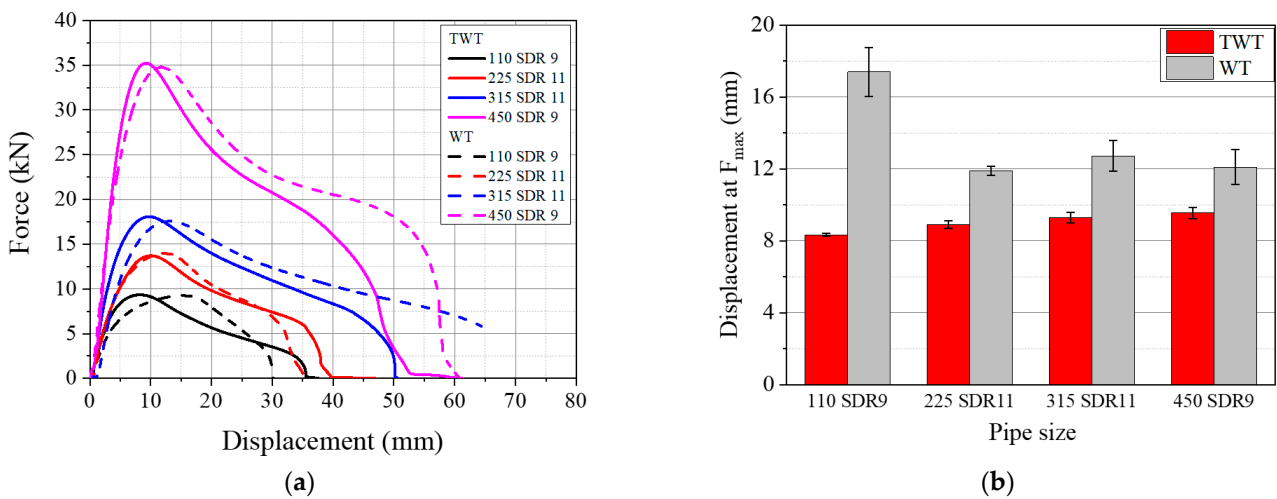 40
35
30
25
20
15
10
5
0
Force (kN)
TWT
110 SDR 9
225 SDR 11
315 SDR 11
450 SDR 9
WT
110 SDR 9
225 SDR 11
315 SDR 11
450 SDR 9
0 10 20 30 40 50 60 70 80
Displacement (mm)
(a)
20
16
12
8
4
0
Displacement at Fmax (mm)
TWT
WT
110 SDR9 225 SDR11 315 SDR11 450 SDR9
Pipe size
(b)